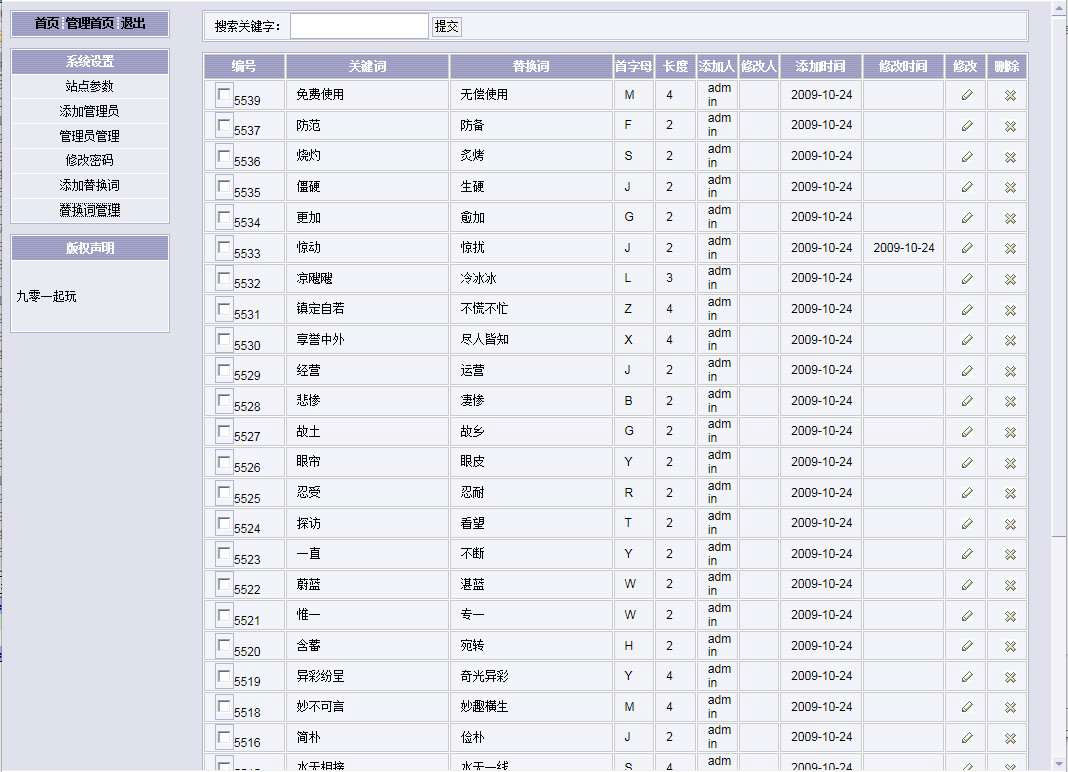 首页 管理首页 退出
系统设置
站点参数
添加管理员
管理员管理
修改密码
添加替换词
替换词管理
版权声明
九零一起玩
搜索关键字： 提交
编号 关键词 替换词 首字母 长度 添加人 修改人 添加时间 修改时间 修改 删除
5539 免费使用 无偿使用 M 4 admin 2009-10-24
5537 防范 防备 F 2 admin 2009-10-24
5536 烧灼 炙烤 S 2 admin 2009-10-24
5535 僵硬 生硬 J 2 admin 2009-10-24
5534 更加 愈加 G 2 admin 2009-10-24
5533 惊动 惊扰 J 2 admin 2009-10-24 2009-10-24
5532 凉飕飕 冷冰冰 L 3 admin 2009-10-24
5531 镇定自若 不慌不忙 Z 4 admin 2009-10-24
5530 享誉中外 尽人皆知 X 4 admin 2009-10-24
5529 经营 运营 J 2 admin 2009-10-24
5528 悲惨 凄惨 B 2 admin 2009-10-24
5527 故土 故乡 G 2 admin 2009-10-24
5526 眼帘 眼皮 Y 2 admin 2009-10-24
5525 忍受 忍耐 R 2 admin 2009-10-24
5524 探访 看望 T 2 admin 2009-10-24
5523 一直 不断 Y 2 admin 2009-10-24
5522 蔚蓝 湛蓝 W 2 admin 2009-10-24
5521 惟一 专一 W 2 admin 2009-10-24
5520 含蓄 宛转 H 2 admin 2009-10-24
5519 异彩纷呈 奇光异彩 Y 4 admin 2009-10-24
5518 妙不可言 妙趣横生 M 4 admin 2009-10-24
5516 简朴 俭朴 J 2 admin 2009-10-24
水天相接 水天一线 S 4 adm 2009-10-24